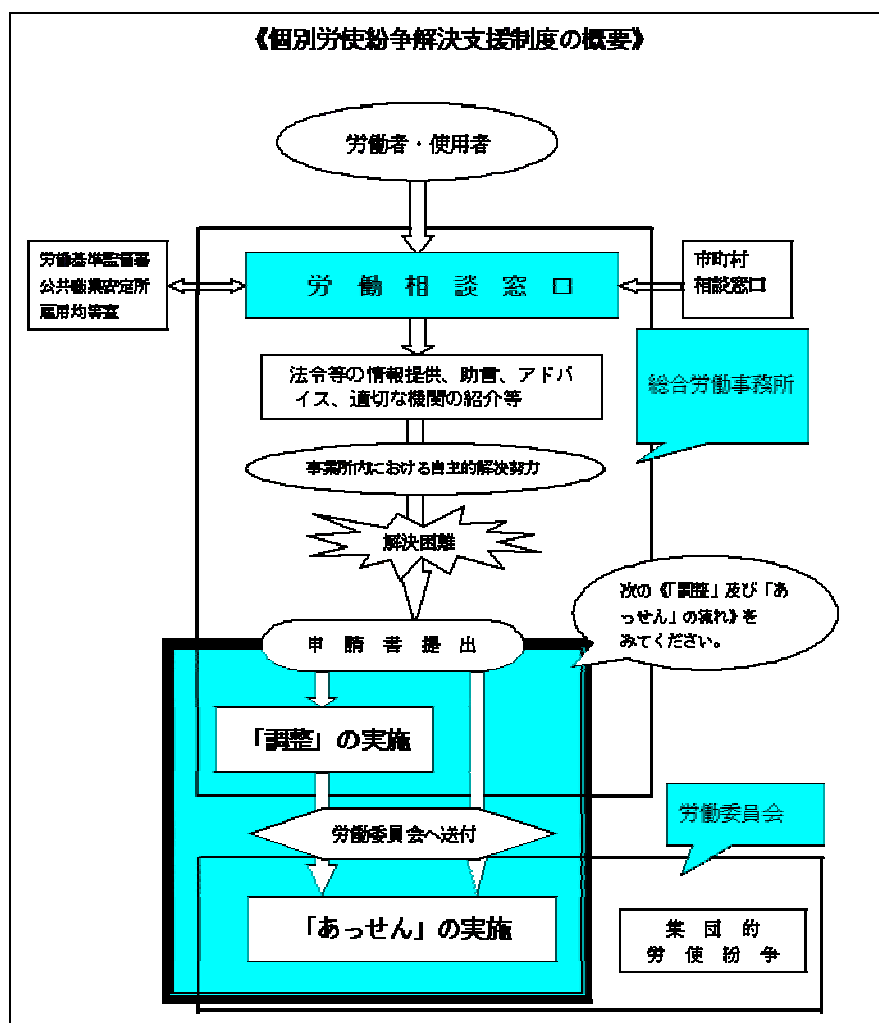 《個別労使紛争解決支援制度の概要》
労働者・使用者
労働基準監督署
公共職業安定所
雇用均等室
労働相談窓口
市町村
相談窓口
法令等の情報提供、助言、アドバ
イス、適切な機関の紹介等
総合労働事務所
事業所内における自主的解決努力
解決困難
次の《「調整」及び「あ
っせん」の流れ》を
みてください。
申請書提出
「調整」の実施
労働委員会
労働委員会へ送付
「あっせん」の実施
集団的
労使紛争